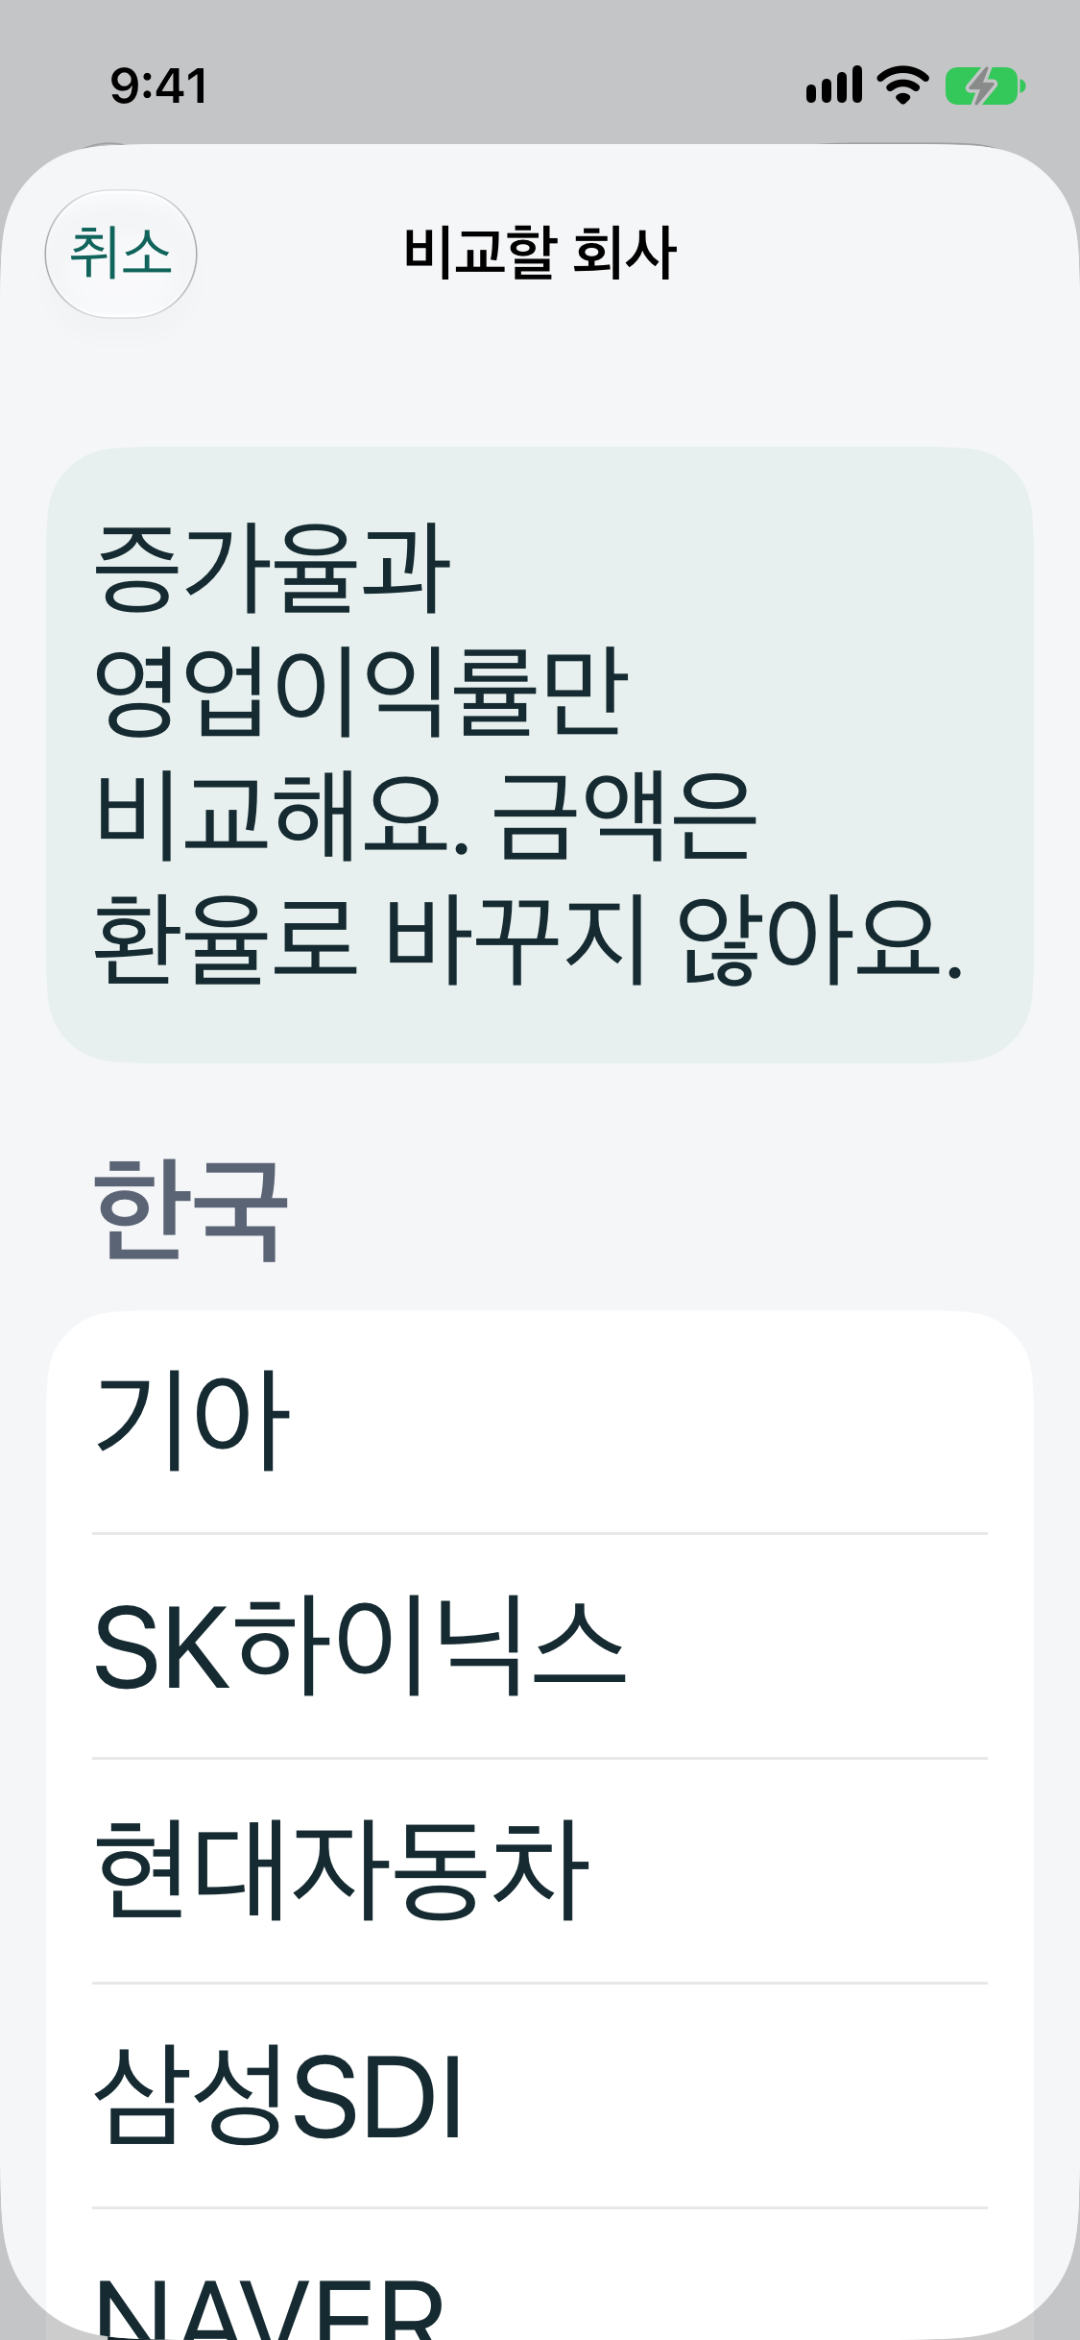 9:41
취소
비교할 회사
증가율과
영업이익률만
비교해요. 금액은
환율로 바꾸지 않아요.
한국
기아
SK하이닉스
현대자동차
삼성SDI
NAVER